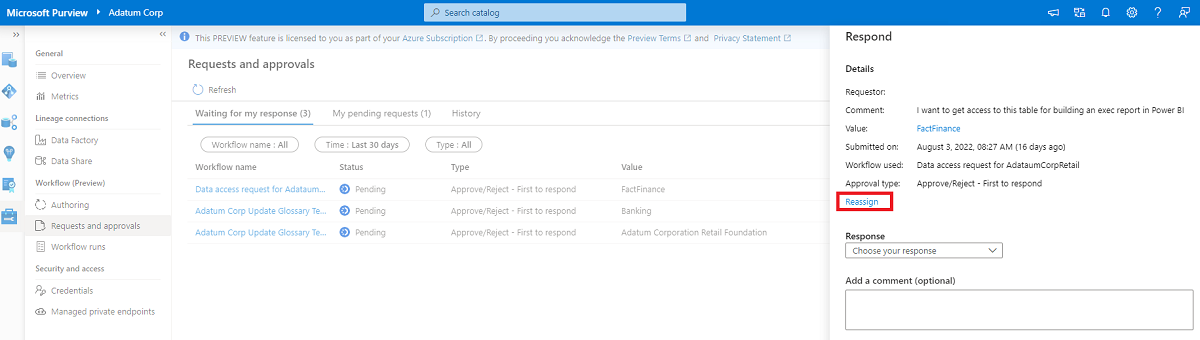 Microsoft Purview › Adatum Corp
Search catalog
General
Overview
Metrics
Lineage connections
Data Factory
Data Share
Workflow (Preview)
Authoring
Requests and approvals
Workflow runs
Security and access
Credentials
Managed private endpoints
This PREVIEW feature is licensed to you as part of your Azure Subscription. By proceeding you acknowledge the Preview Terms and Privacy Statement
Requests and approvals
Refresh
Waiting for my response (3) My pending requests (1) History
Workflow name : All Time : Last 30 days Type : All
Workflow name Status Type Value
Data access request for Adataum... Pending Approve/Reject - First to respond FactFinance
Adatum Corp Update Glossary Te... Pending Approve/Reject - First to respond Banking
Adatum Corp Update Glossary Te... Pending Approve/Reject - First to respond Adatum Corporation Retail Foundation
Respond
Details
Requestor:
Comment: I want to get access to this table for building an exec report in Power BI
Value: FactFinance
Submitted on: August 3, 2022, 08:27 AM (16 days ago)
Workflow used: Data access request for AdataumCorpRetail
Approval type: Approve/Reject - First to respond
Reassign
Response
Choose your response
Add a comment (optional)